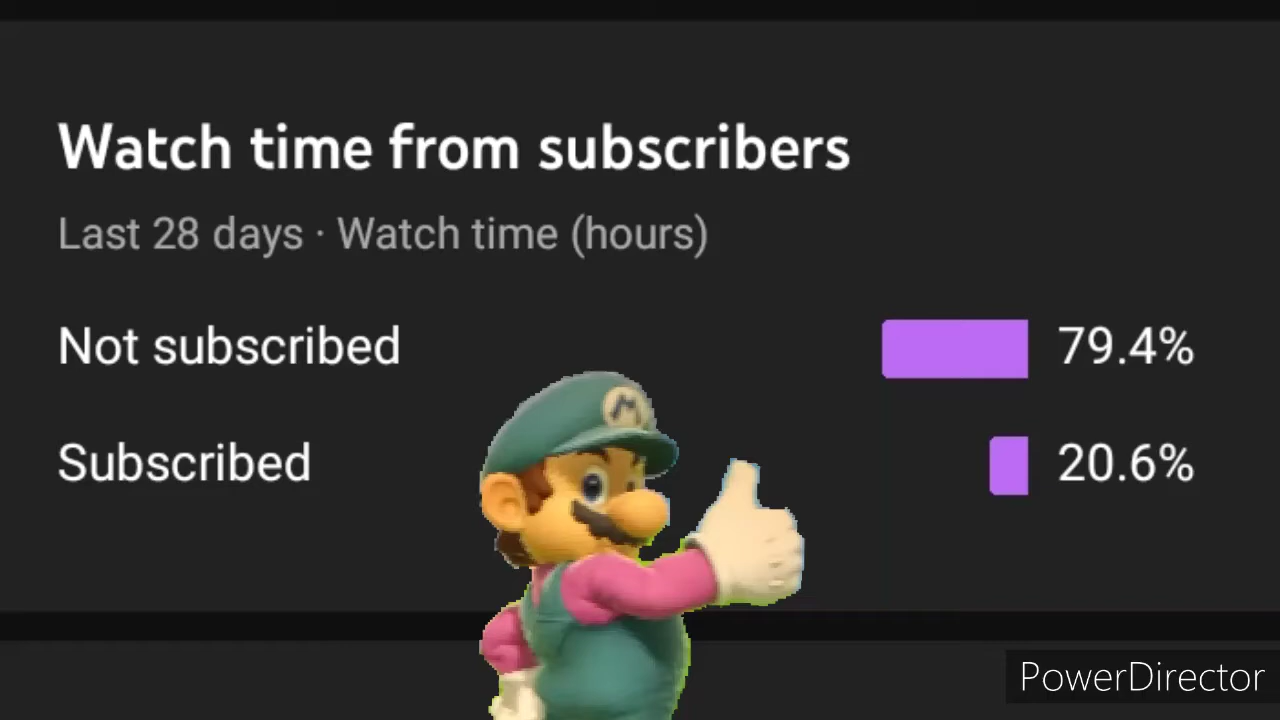 Watch time from subscribers
Last 28 days · Watch time (hours)
Not subscribed 79.4%
Subscribed 20.6%
M
PowerDirector